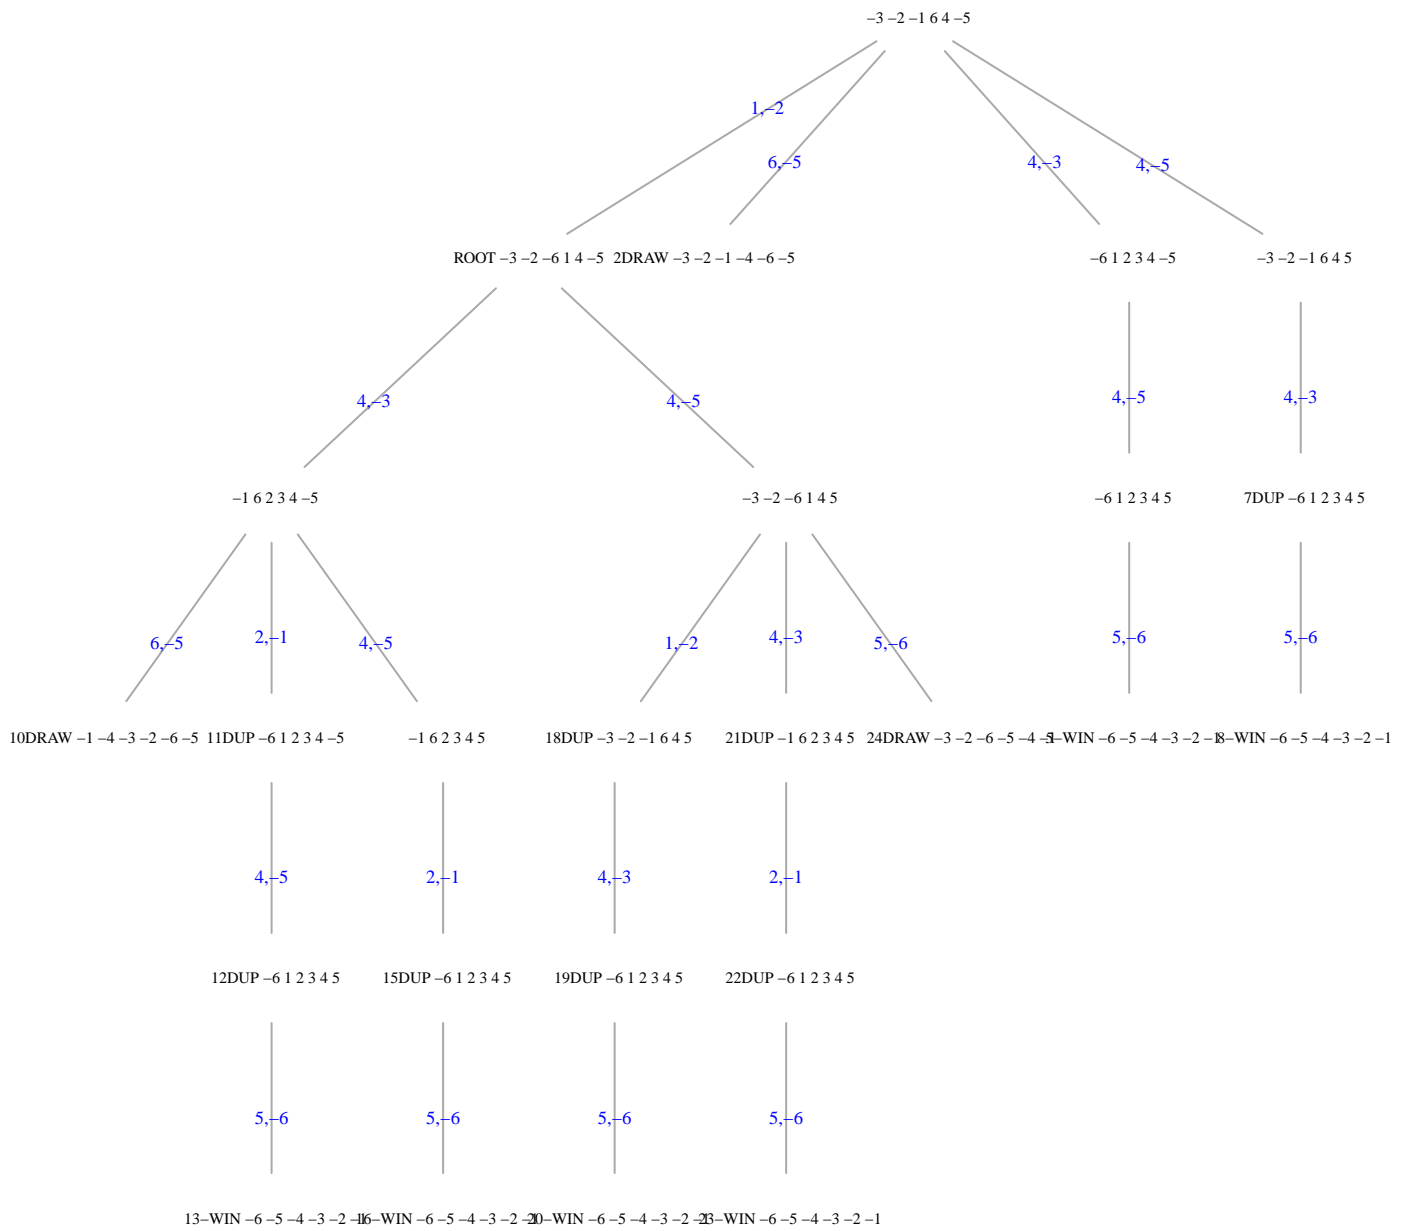 −3 −2 −1 6 4 −5
1,−2
6,−5
4,−3
4,−5
ROOT −3 −2 −6 1 4 −5
2DRAW −3 −2 −1 −4 −6 −5
−6 1 2 3 4 −5
−3 −2 −1 6 4 5
4,−3
4,−5
4,−5
4,−3
−1 6 2 3 4 −5
−3 −2 −6 1 4 5
−6 1 2 3 4 5
7DUP −6 1 2 3 4 5
6,−5
2,−1
4,−5
1,−2
4,−3
5,−6
5,−6
5,−6
10DRAW −1 −4 −3 −2 −6 −5
11DUP −6 1 2 3 4 −5
−1 6 2 3 4 5
18DUP −3 −2 −1 6 4 5
21DUP −1 6 2 3 4 5
24DRAW −3 −2 −6 −5 −4 −1
−WIN −6 −5 −4 −3 −2 −1
8−WIN −6 −5 −4 −3 −2 −1
4,−5
2,−1
4,−3
2,−1
12DUP −6 1 2 3 4 5
15DUP −6 1 2 3 4 5
19DUP −6 1 2 3 4 5
22DUP −6 1 2 3 4 5
5,−6
5,−6
5,−6
5,−6
13−WIN −6 −5 −4 −3 −2 −1
16−WIN −6 −5 −4 −3 −2 −1
20−WIN −6 −5 −4 −3 −2 −1
23−WIN −6 −5 −4 −3 −2 −1